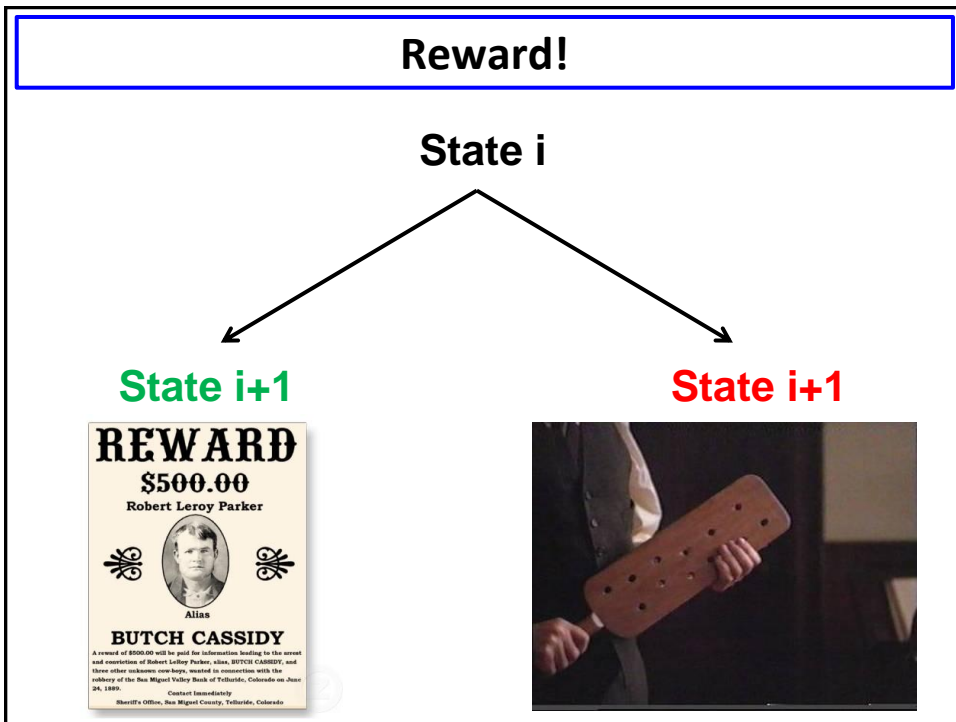 Reward!
State i
State i+1
State i+1
REWARD
$500.00
Robert Leroy Parker
Alias
BUTCH CASSIDY
A reward of $500.00 will be paid for information leading to the arrest
and conviction of Robert LeRoy Parker, alias, BUTCH CASSIDY, and
three other unknown cow-boys, wanted in connection with the
robbery of the San Miguel Valley Bank of Telluride, Colorado on June
24, 1889.
Contact Immediately
Sheriff's Office, San Miguel County, Telluride, Colorado